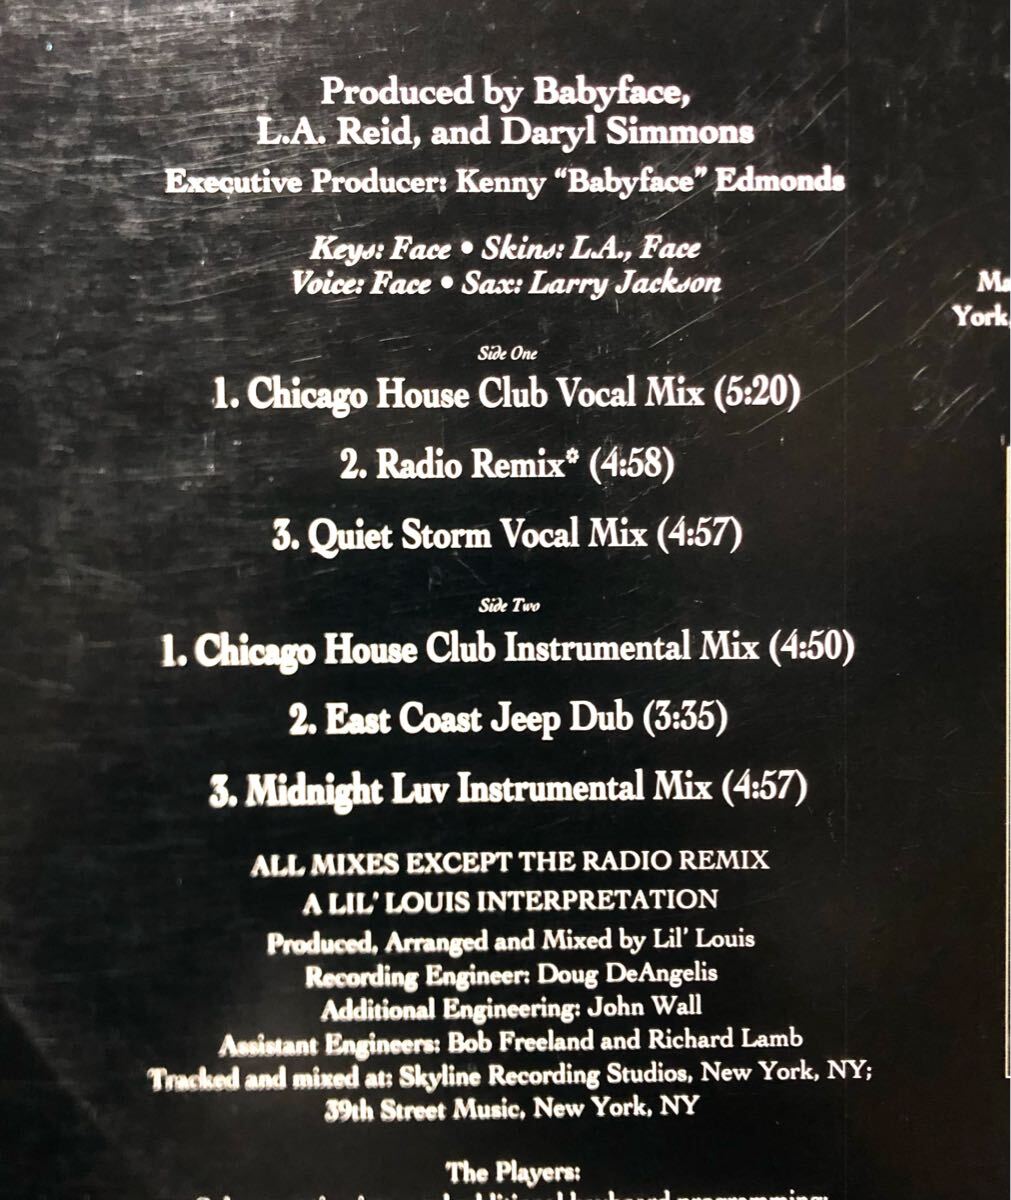 Produced by Babyface,
L.A. Reid, and Daryl Simmons
Executive Producer: Kenny “Babyface” Edmonds
Keys: Face • Skins: L.A., Face
Voice: Face • Sax: Larry Jackson
York,
Side One
1. Chicago House Club Vocal Mix (5:20)
2. Radio Remix* (4:58)
3. Quiet Storm Vocal Mix (4:57)
Side Two
1. Chicago House Club Instrumental Mix (4:50)
2. East Coast Jeep Dub (3:35)
3. Midnight Luv Instrumental Mix (4:57)
ALL MIXES EXCEPT THE RADIO REMIX
A LIL’ LOUIS INTERPRETATION
Produced, Arranged and Mixed by Lil’ Louis
Recording Engineer: Doug DeAngelis
Additional Engineering: John Wall
Assistant Engineers: Bob Freeland and Richard Lamb
Tracked and mixed at: Skyline Recording Studios, New York, NY;
39th Street Music, New York, NY
The Players:
additional keyboard programming: